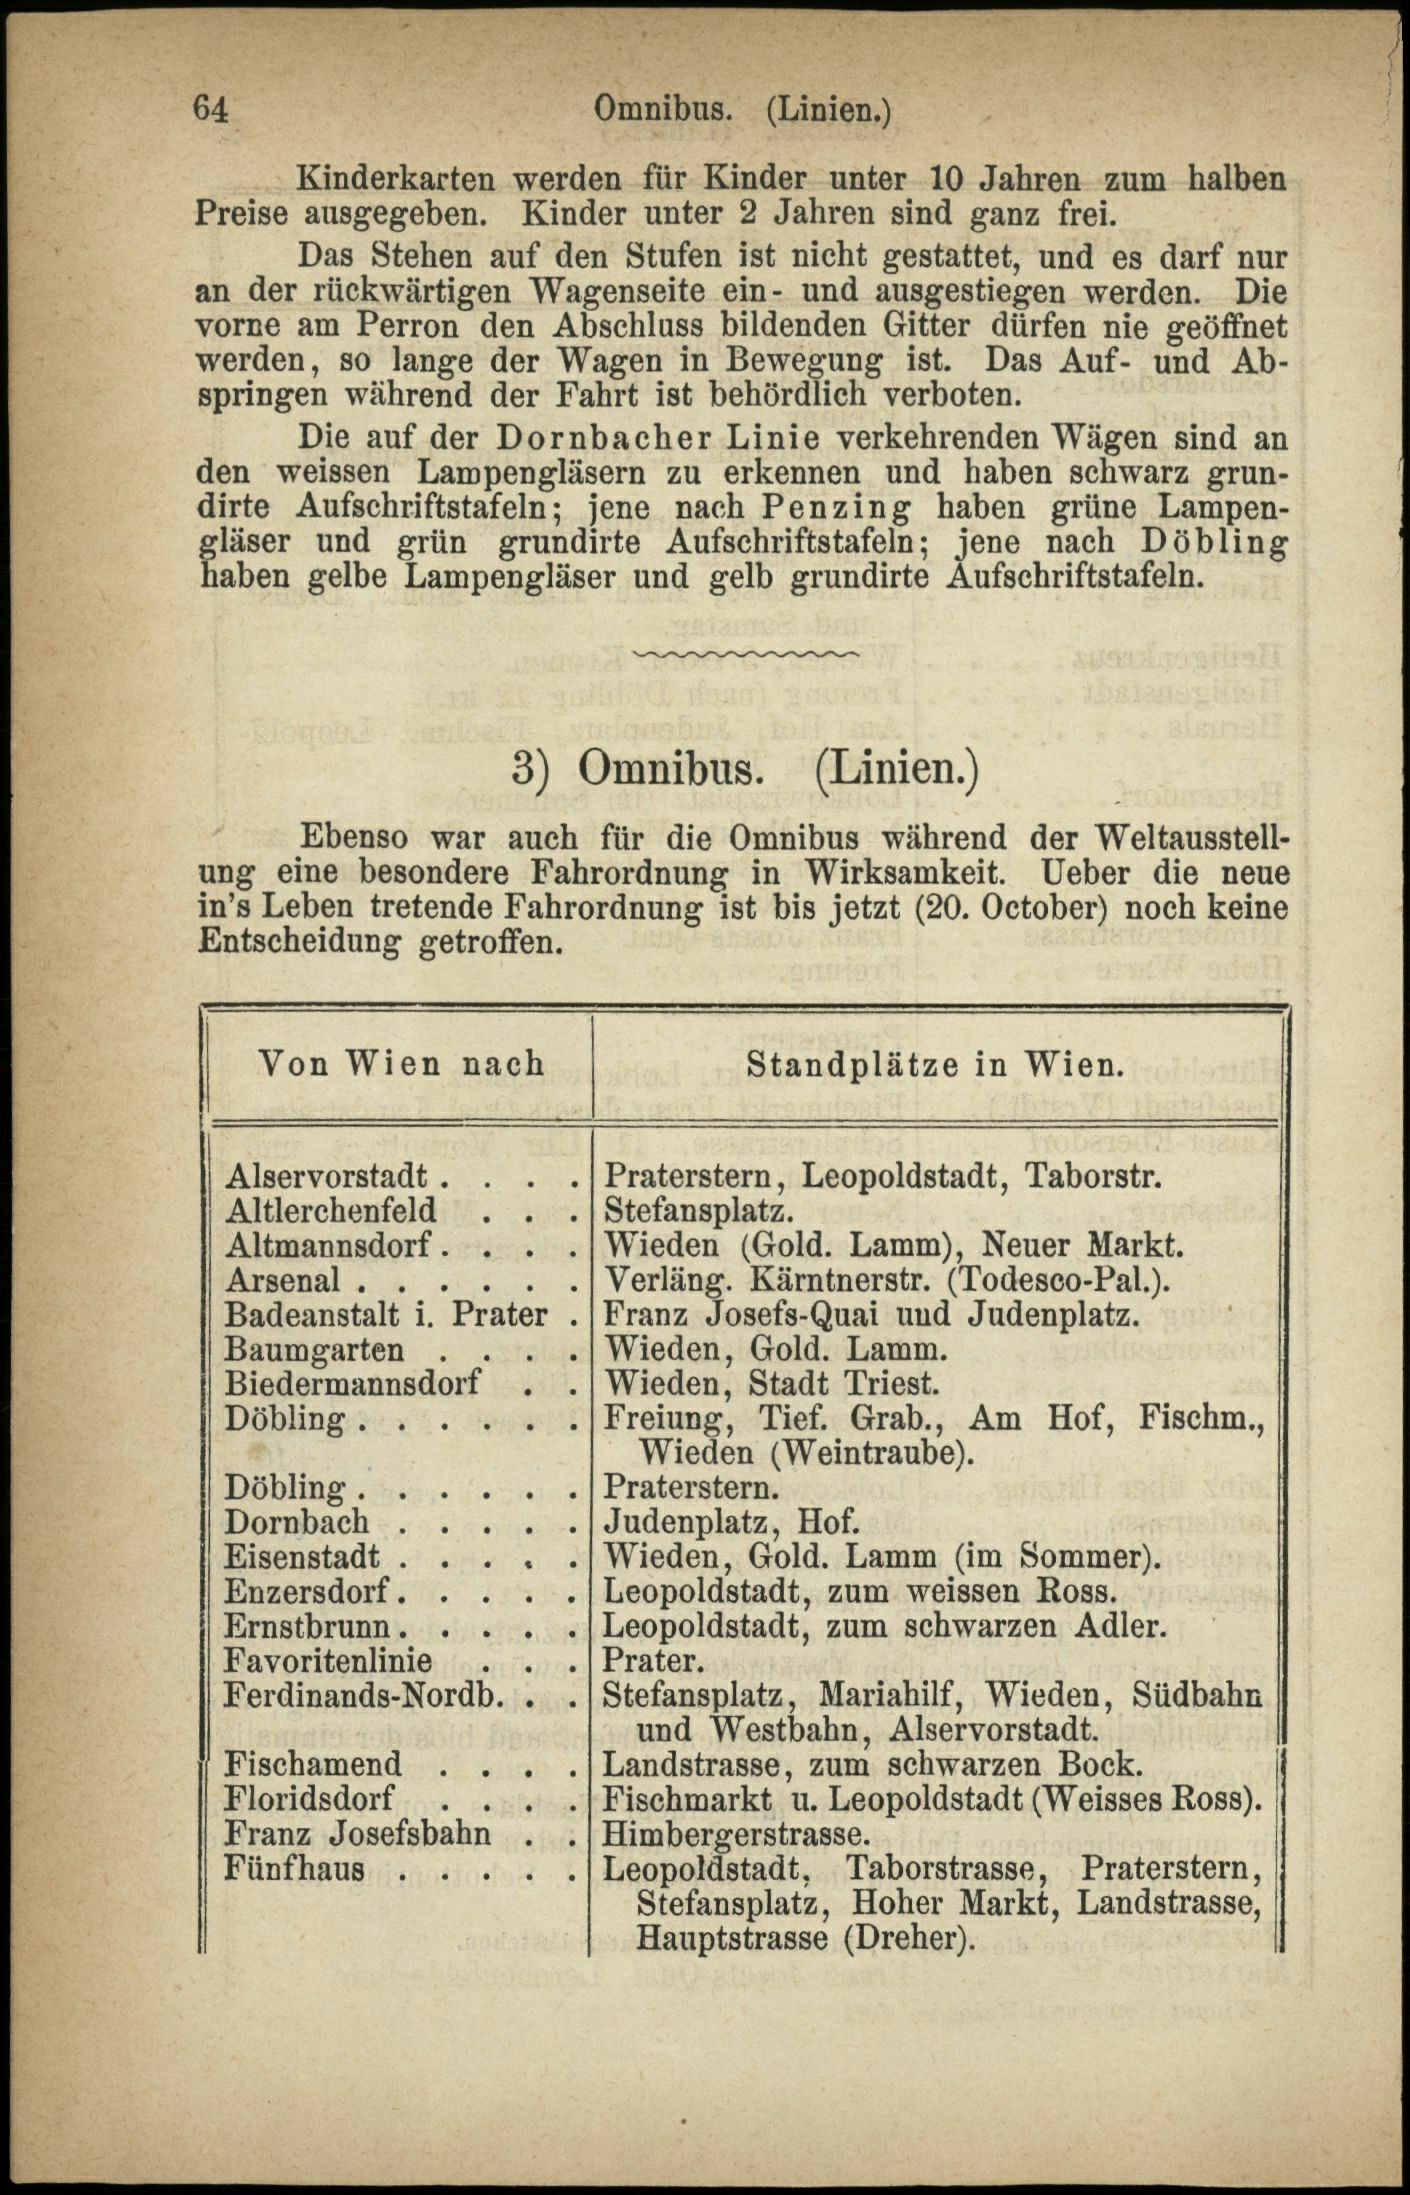 64 Omnibus. (Linien.)
Kinderkarten werden für Kinder unter 10 Jahren zum halben
Preise ausgegeben. Kinder unter 2 Jahren sind ganz frei.
Das Stehen auf den Stufen ist nicht gestattet, und es darf nur
an der rückwärtigen Wagenseite ein- und ausgestiegen werden. Die
vorne am Perron den Abschluss bildenden Gitter dürfen nie geöffnet
werden, so lange der Wagen in Bewegung ist. Das Auf- und Ab-
springen während der Fahrt ist behördlich verboten.
Die auf der Dornbacher Linie verkehrenden Wägen sind an
den weissen Lampengläsern zu erkennen und haben schwarz grun-
dirte Aufschriftstafeln; jene nach Penzing haben grüne Lampen-
gläser und grün grundirte Aufschriftstafeln; jene nach Döbling
haben gelbe Lampengläser und gelb grundirte Aufschriftstafeln.
3) Omnibus. (Linien.)
Ebenso war auch für die Omnibus während der Weltausstell-
ung eine besondere Fahrordnung in Wirksamkeit. Ueber die neue
in's Leben tretende Fahrordnung ist bis jetzt (20. October) noch keine
Entscheidung getroffen.
Von Wien nach Standplätze in Wien.
Alservorstadt . . . . Praterstern, Leopoldstadt, Taborstr.
Altlerchenfeld . . . Stefansplatz.
Altmannsdorf . . . . Wieden (Gold. Lamm), Neuer Markt.
Arsenal . . . . . . Verläng. Kärntnerstr. (Todesco-Pal.).
Badeanstalt i. Prater . Franz Josefs-Quai und Judenplatz.
Baumgarten . . . . Wieden, Gold. Lamm.
Biedermannsdorf . . Wieden, Stadt Triest.
Döbling . . . . . . Freiung, Tief. Grab., Am Hof, Fischm.,
Wieden (Weintraube).
Döbling . . . . . . Praterstern.
Dornbach . . . . . Judenplatz, Hof.
Eisenstadt . . . . . Wieden, Gold. Lamm (im Sommer).
Enzersdorf . . . . . Leopoldstadt, zum weissen Ross.
Ernstbrunn . . . . . Leopoldstadt, zum schwarzen Adler.
Favoritenlinie . . . Prater.
Ferdinands-Nordb. . . Stefansplatz, Mariahilf, Wieden, Südbahn
und Westbahn, Alservorstadt.
Fischamend . . . . Landstrasse, zum schwarzen Bock.
Floridsdorf . . . . Fischmarkt u. Leopoldstadt (Weisses Ross).
Franz Josefsbahn . . Himbergerstrasse.
Fünfhaus . . . . . Leopoldstadt, Taborstrasse, Praterstern,
Stefansplatz, Hoher Markt, Landstrasse,
Hauptstrasse (Dreher).